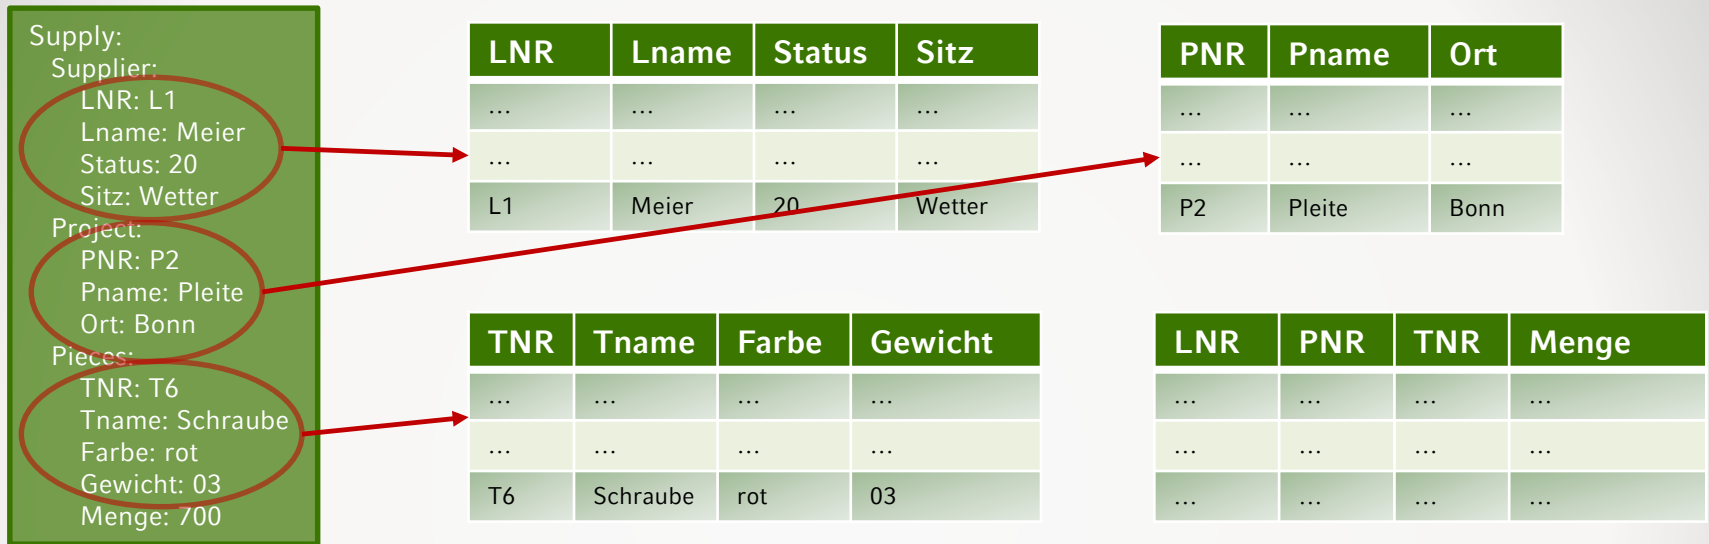 Supply:
Supplier:
LNR: L1
Lname: Meier
Status: 20
Sitz: Wetter
Project:
PNR: P2
Pname: Pleite
Ort: Bonn
Pieces:
TNR: T6
Tname: Schraube
Farbe: rot
Gewicht: 03
Menge: 700
LNR Lname Status Sitz
... ... ... ...
... ... ... ...
L1 Meier 20 Wetter
PNR Pname Ort
... ... ...
... ... ...
P2 Pleite Bonn
TNR Tname Farbe Gewicht
... ... ... ...
... ... ... ...
T6 Schraube rot 03
LNR PNR TNR Menge
... ... ... ...
... ... ... ...
... ... ... ...